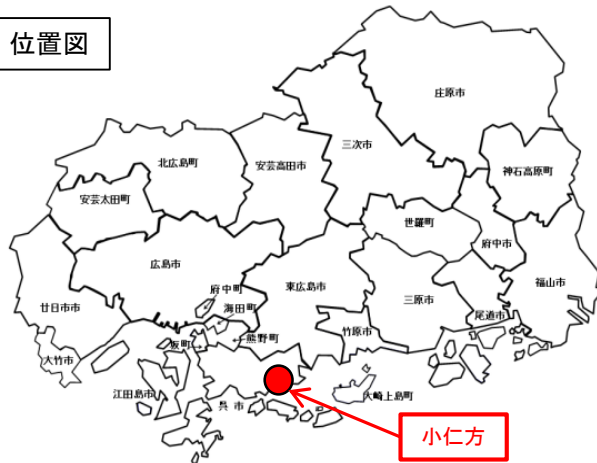 位置図
庄原市
三次市
北広島町
安芸高田市
神石高原町
安芸太田町
世羅町
府中市
広島市
東広島市
三原市
福山市
廿日市市
府中町
海田町
尾道市
竹原市
熊野町
坂町
大竹市
江田島市
呉市
大崎上島町
小仁方